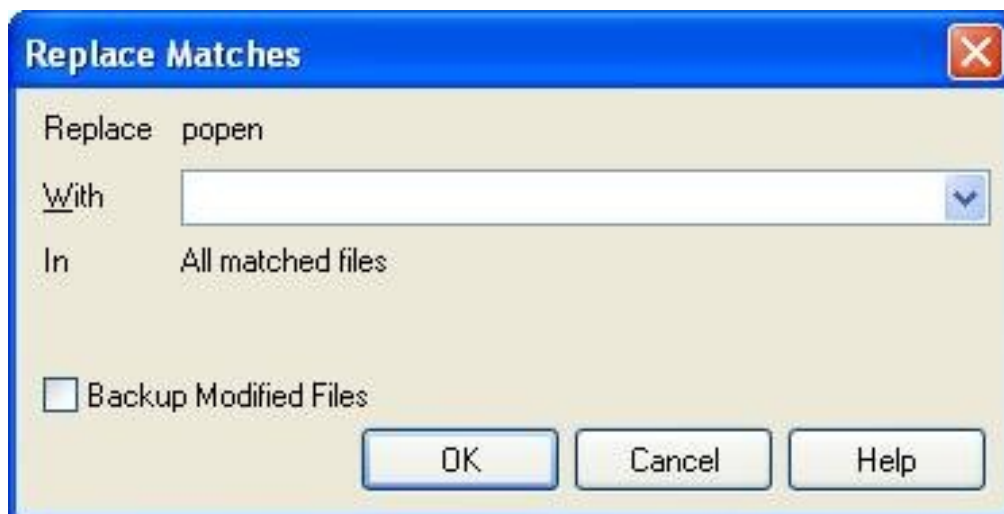 Replace Matches
Replace popen
With
In All matched files
Backup Modified Files
OK Cancel Help